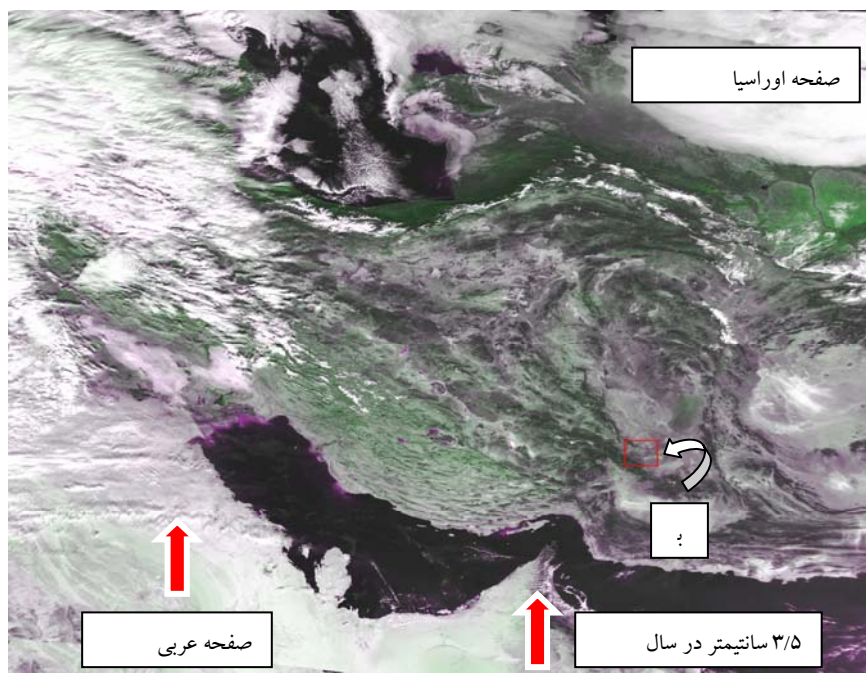 صفحه اوراسیا
ﺑ
صفحه عربی
۳/۵ سانتیمتر در سال